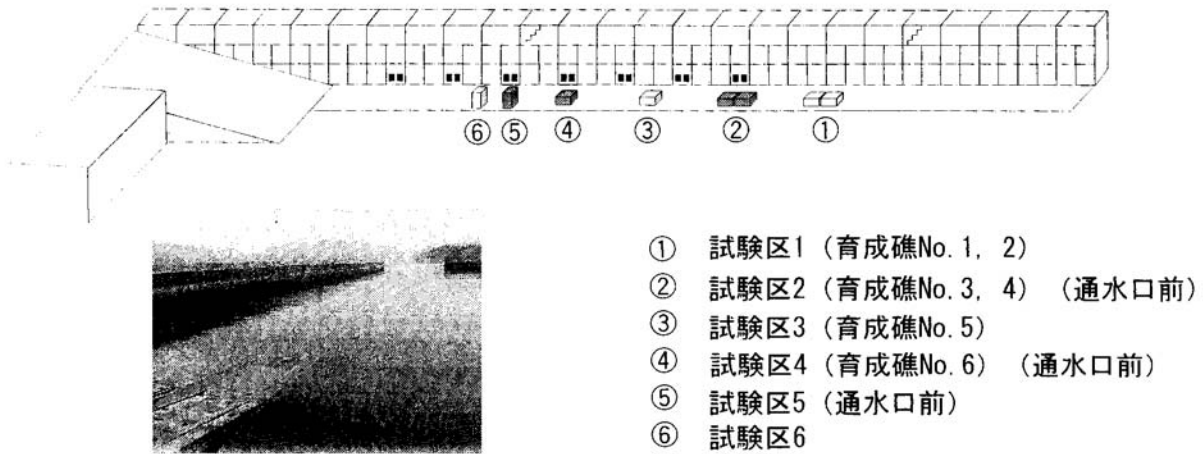 ⑥ ⑤ ④ ③ ② ①
① 試験区1（育成礁No. 1, 2）
② 試験区2（育成礁No. 3, 4）（通水口前）
③ 試験区3（育成礁No. 5）
④ 試験区4（育成礁No. 6）（通水口前）
⑤ 試験区5（通水口前）
⑥ 試験区6